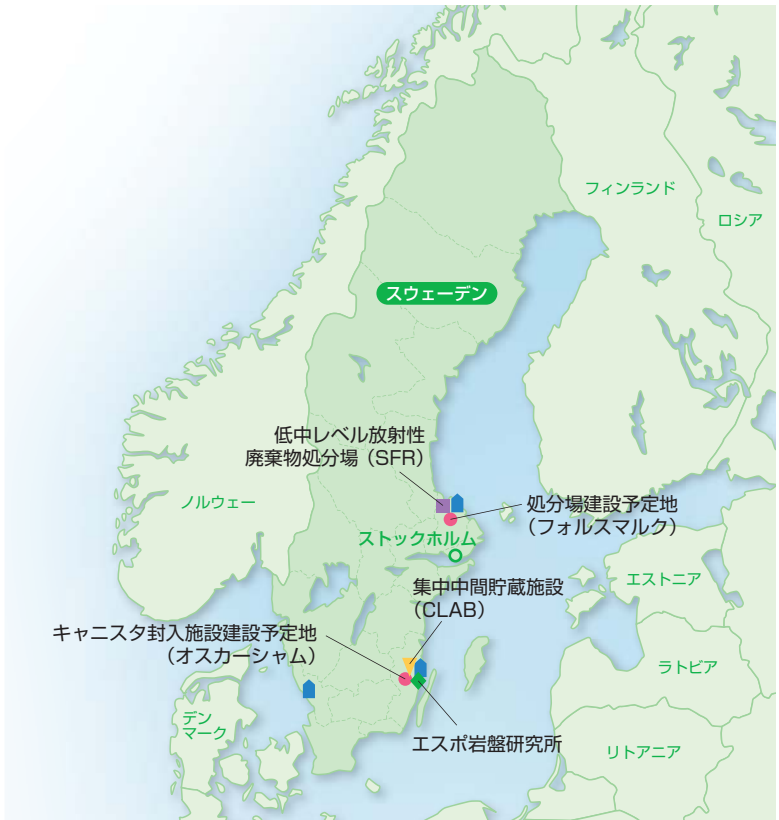 フィンランド
ロシア
スウェーデン
低中レベル放射性
廃棄物処分場(SFR)
ノルウェー
処分場建設予定地
(フォルスマルク)
ストックホルム
エストニア
集中中間貯蔵施設
(CLAB)
キャニスタ封入施設建設予定地
(オスカーシャム)
ラトビア
デン
マーク
エスポ岩盤研究所
リトアニア